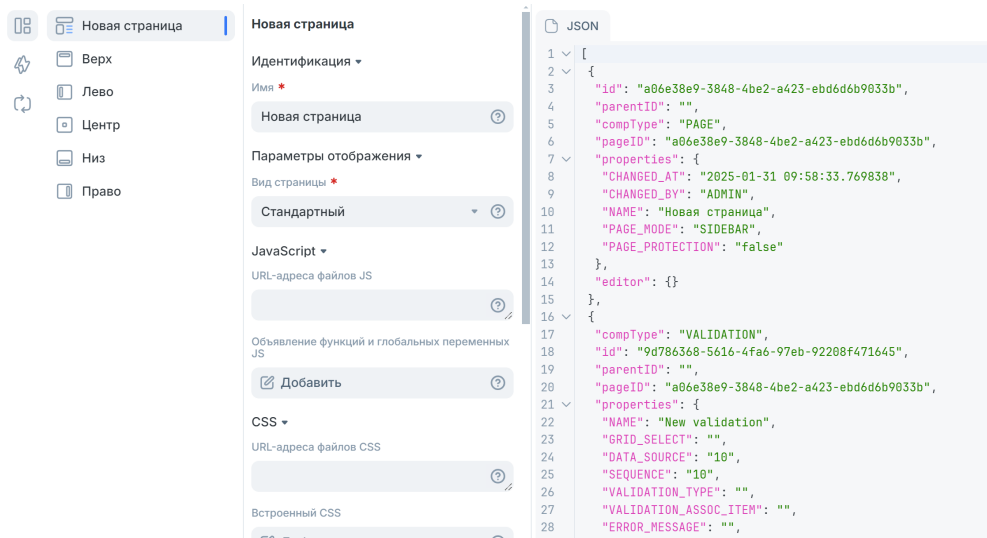 Новая страница
Верх
Лево
Центр
Низ
Право
Новая страница
Идентификация
Имя *
Новая страница
Параметры отображения
Вид страницы *
Стандартный
JavaScript
URL-адреса файлов JS
Объявление функций и глобальных переменных
JS
Добавить
CSS
URL-адреса файлов CSS
Встроенный CSS
JSON
1 [
2 {
3 "id": "a06e38e9-3848-4be2-a423-ebd6d6b9033b",
4 "parentID": "",
5 "compType": "PAGE",
6 "pageID": "a06e38e9-3848-4be2-a423-ebd6d6b9033b",
7 "properties": {
8 "CHANGED_AT": "2025-01-31 09:58:33.769838",
9 "CHANGED_BY": "ADMIN",
10 "NAME": "Новая страница",
11 "PAGE_MODE": "SIDEBAR",
12 "PAGE_PROTECTION": "false"
13 },
14 "editor": {}
15 },
16 {
17 "compType": "VALIDATION",
18 "id": "9d786368-5616-4fa6-97eb-92208f471645",
19 "parentID": "",
20 "pageID": "a06e38e9-3848-4be2-a423-ebd6d6b9033b",
21 "properties": {
22 "NAME": "New validation",
23 "GRID_SELECT": "",
24 "DATA_SOURCE": "10",
25 "SEQUENCE": "10",
26 "VALIDATION_TYPE": "",
27 "VALIDATION_ASSOC_ITEM": "",
28 "ERROR_MESSAGE": "",